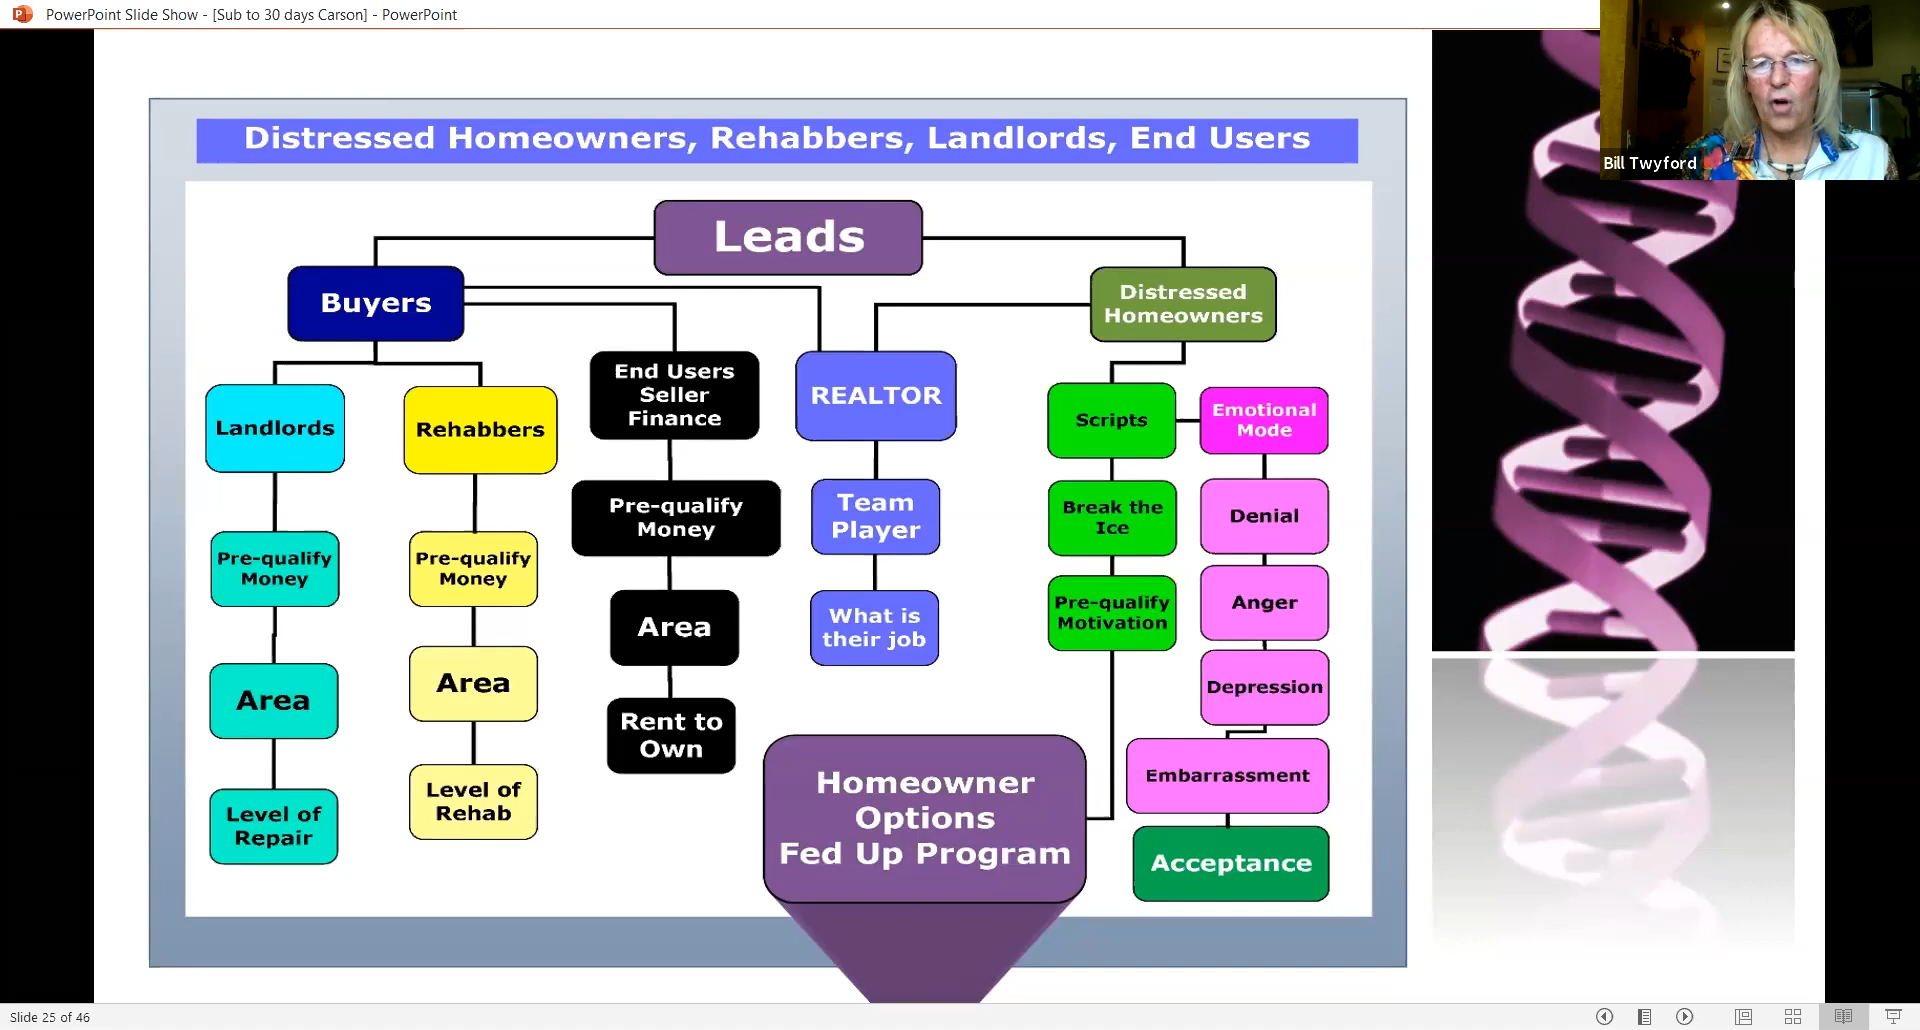 PowerPoint Slide Show - [Sub to 30 days Carson] - PowerPoint
Bill Twyford
Distressed Homeowners, Rehabbers, Landlords, End Users
Leads
Buyers
Distressed
Homeowners
Landlords
Rehabbers
End Users
Seller
Finance
REALTOR
Scripts
Emotional
Mode
Pre-qualify
Money
Pre-qualify
Money
Pre-qualify
Money
Team
Player
Break the
Ice
Denial
Area
Area
Area
What is
their job
Pre-qualify
Motivation
Anger
Level of
Repair
Level of
Rehab
Rent to
Own
Depression
Embarrassment
Acceptance
Homeowner
Options
Fed Up Program
Slide 25 of 46